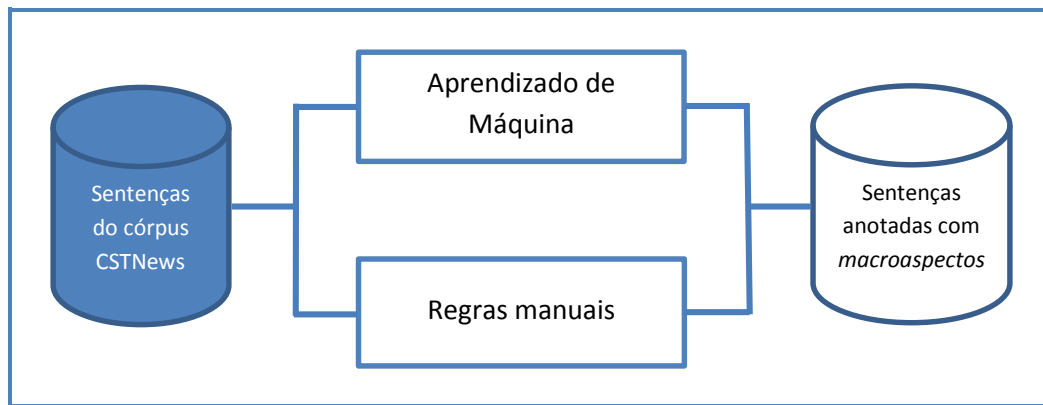 Sentenças
do córpus
CSTNews
Aprendizado de
Máquina
Regras manuais
Sentenças
anotadas com
macroaspectos